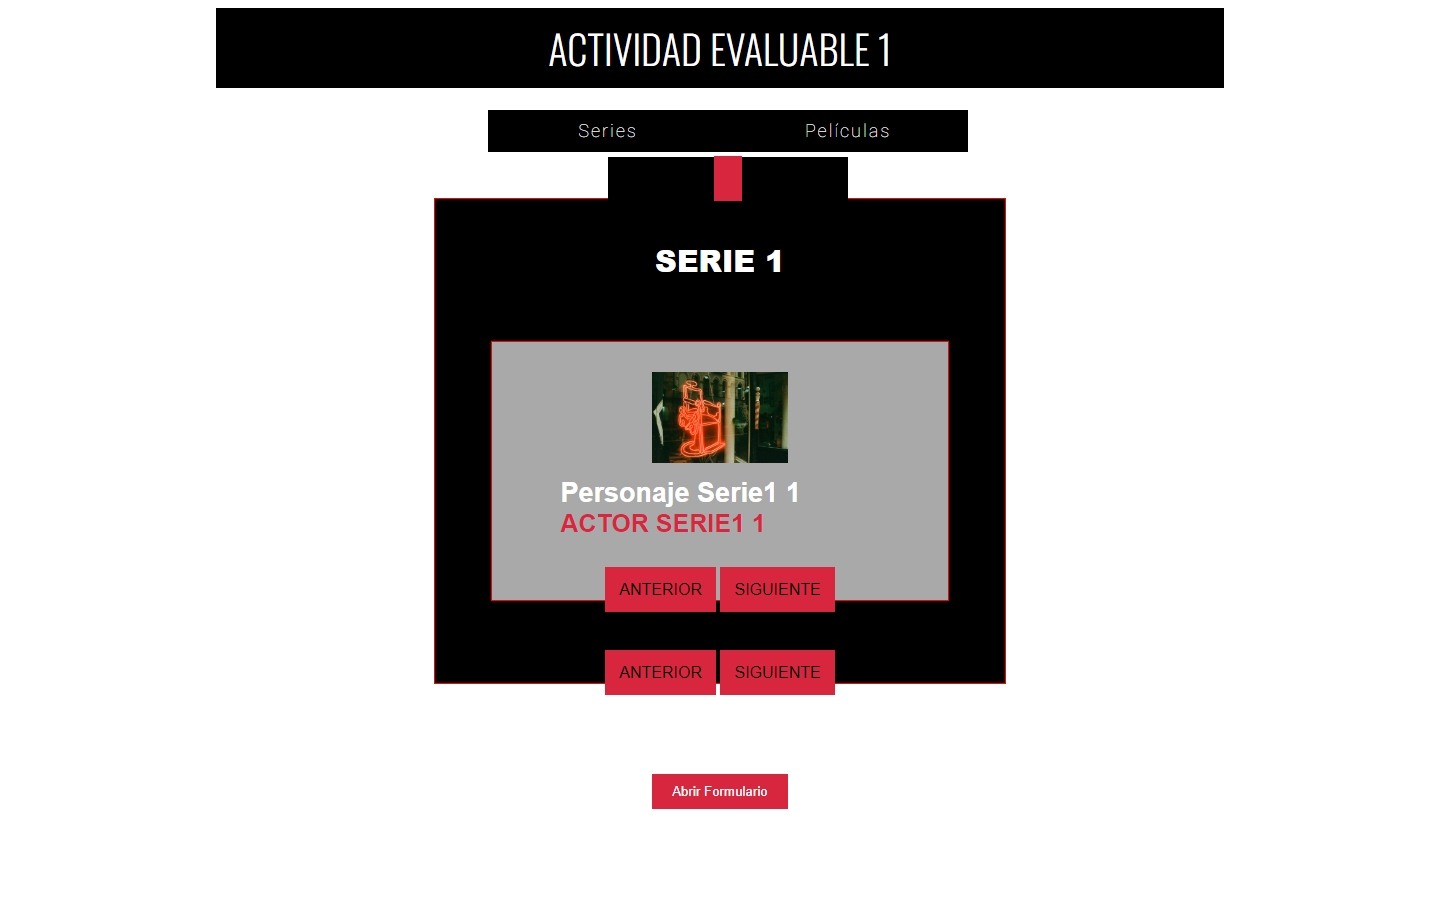 ACTIVIDAD EVALUABLE 1
Series Películas
SERIE 1
Personaje Serie1 1
ACTOR SERIE1 1
ANTERIOR SIGUIENTE
ANTERIOR SIGUIENTE
Abrir Formulario